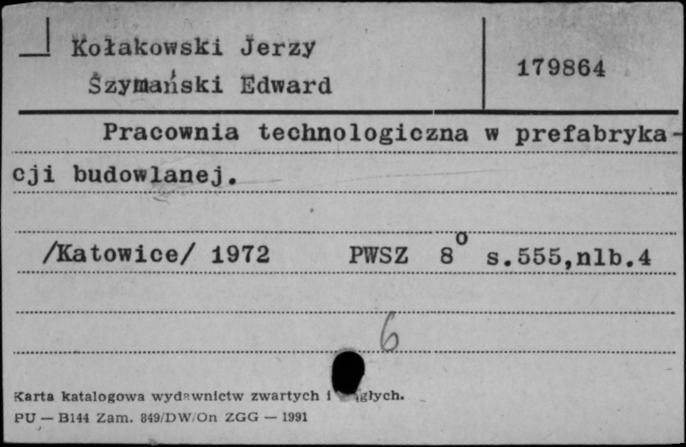 Kołakowski Jerzy
Szymański Edward
179864
Pracownia technologiczna w prefabryka-
cji budowlanej.
/Katowice/ 1972 PWSZ 8° s.555,nlb.4
6
Karta katalogowa wydawnictw zwartych i
PU — B144 Zam. 849/DW/On ZGG — 1991